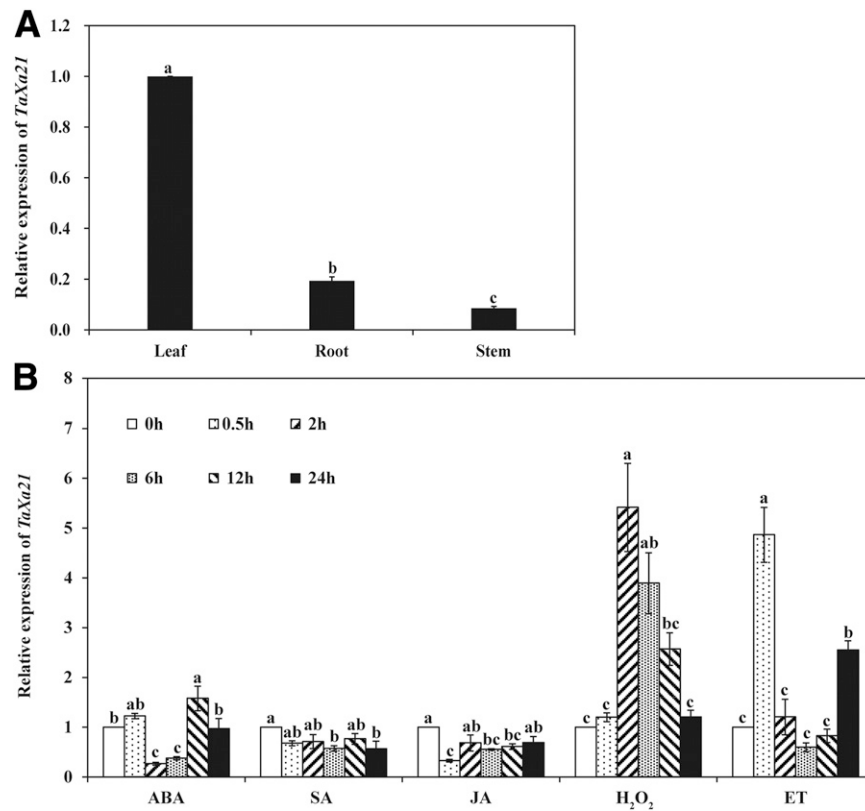 A
Relative expression of TaXa21
1.2
1.0
0.8
0.6
0.4
0.2
0.0
a
b
c
Leaf Root Stem
B
Relative expression of TaXa21
8
7
6
5
4
3
2
1
0
0h 0.5h 2h
6h 12h 24h
b ab c c a b
a ab ab b ab b
a c ab bc bc ab
c c a ab bc c
c a c c c b
ABA SA JA H₂O₂ ET